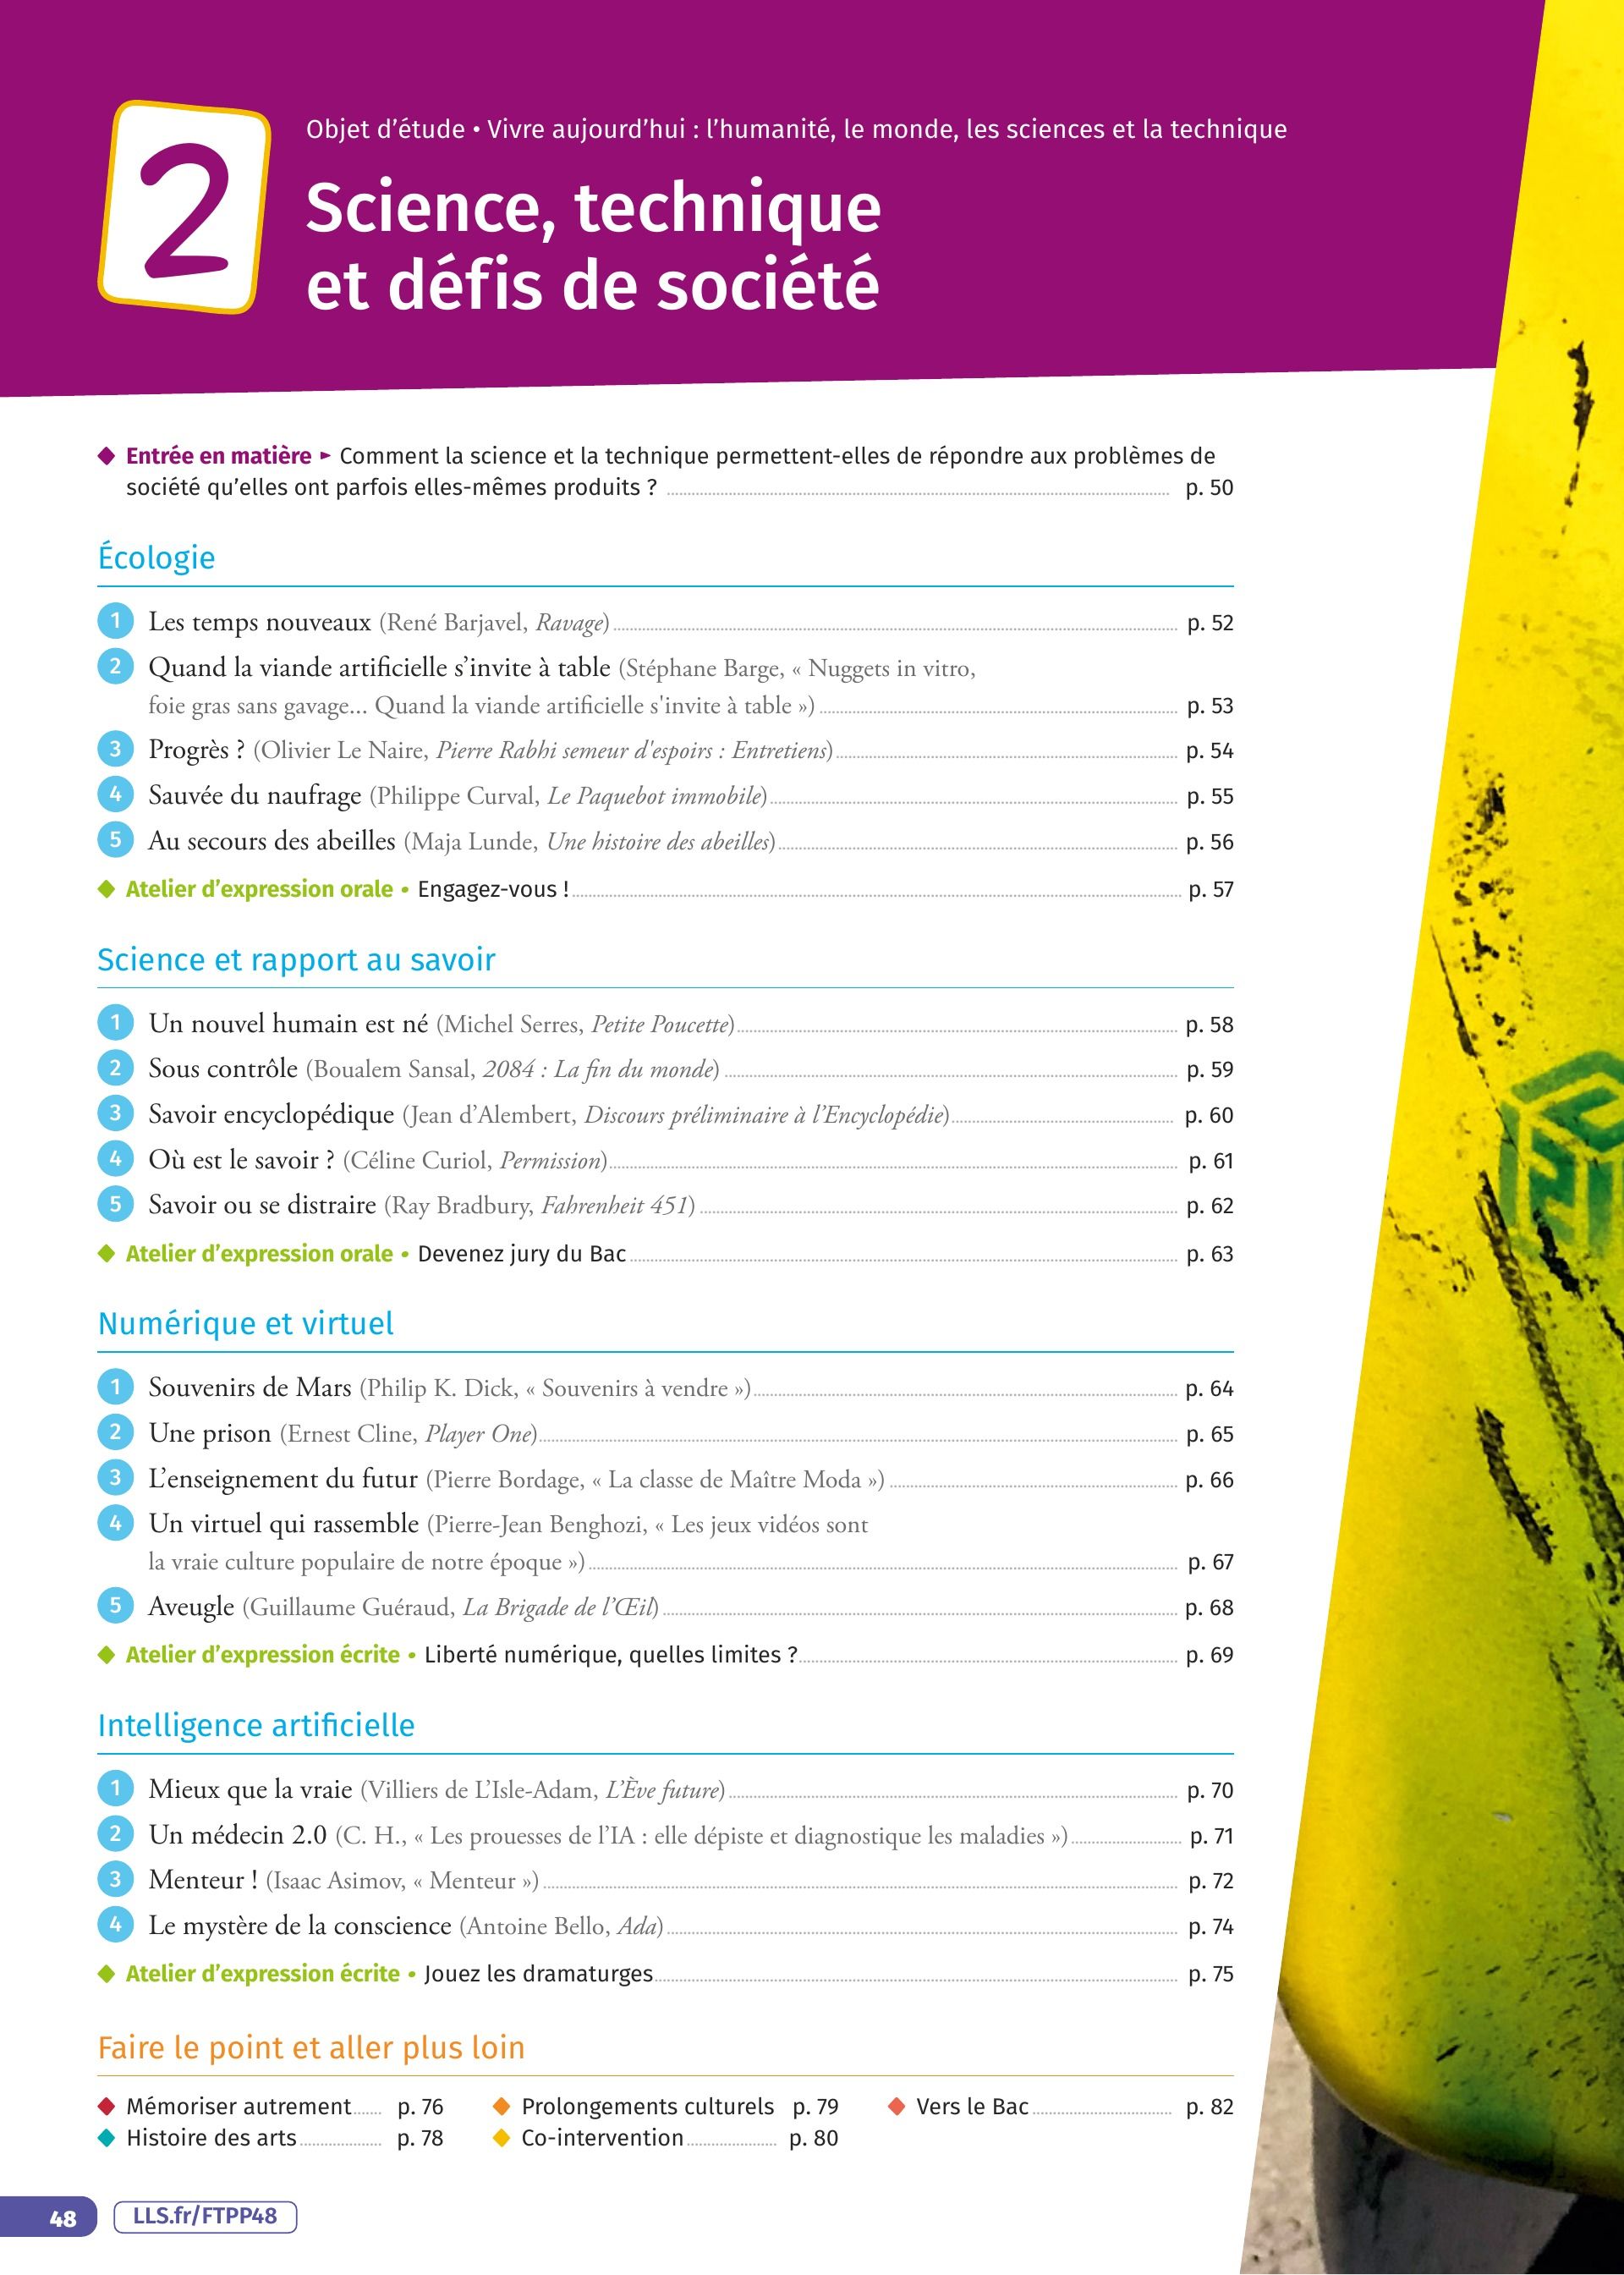 2
Objet d’étude • Vivre aujourd’hui : l’humanité, le monde, les sciences et la technique
Science, technique
et défis de société
Entrée en matière ► Comment la science et la technique permettent-elles de répondre aux problèmes de
société qu’elles ont parfois elles-mêmes produits ? p. 50
Écologie
1 Les temps nouveaux (René Barjavel, Ravage) p. 52
2 Quand la viande artificielle s’invite à table (Stéphane Barge, « Nuggets in vitro,
foie gras sans gavage... Quand la viande artificielle s'invite à table ») p. 53
3 Progrès ? (Olivier Le Naire, Pierre Rabhi semeur d'espoirs : Entretiens) p. 54
4 Sauvée du naufrage (Philippe Curval, Le Paquebot immobile) p. 55
5 Au secours des abeilles (Maja Lunde, Une histoire des abeilles) p. 56
Atelier d’expression orale • Engagez-vous ! p. 57
Science et rapport au savoir
1 Un nouvel humain est né (Michel Serres, Petite Poucette) p. 58
2 Sous contrôle (Boualem Sansal, 2084 : La fin du monde) p. 59
3 Savoir encyclopédique (Jean d’Alembert, Discours préliminaire à l’Encyclopédie) p. 60
4 Où est le savoir ? (Céline Curiol, Permission) p. 61
5 Savoir ou se distraire (Ray Bradbury, Fahrenheit 451) p. 62
Atelier d’expression orale • Devenez jury du Bac p. 63
Numérique et virtuel
1 Souvenirs de Mars (Philip K. Dick, « Souvenirs à vendre ») p. 64
2 Une prison (Ernest Cline, Player One) p. 65
3 L’enseignement du futur (Pierre Bordage, « La classe de Maître Moda ») p. 66
4 Un virtuel qui rassemble (Pierre-Jean Benghozi, « Les jeux vidéos sont
la vraie culture populaire de notre époque ») p. 67
5 Aveugle (Guillaume Guéraud, La Brigade de l’Œil) p. 68
Atelier d’expression écrite • Liberté numérique, quelles limites ? p. 69
Intelligence artificielle
1 Mieux que la vraie (Villiers de L’Isle-Adam, L’Ève future) p. 70
2 Un médecin 2.0 (C. H., « Les prouesses de l’IA : elle dépiste et diagnostique les maladies ») p. 71
3 Menteur ! (Isaac Asimov, « Menteur ») p. 72
4 Le mystère de la conscience (Antoine Bello, Ada) p. 74
Atelier d’expression écrite • Jouez les dramaturges p. 75
Faire le point et aller plus loin
Mémoriser autrement p. 76 Prolongements culturels p. 79 Vers le Bac p. 82
Histoire des arts p. 78 Co-intervention p. 80
48 LLS.fr/FTPP48